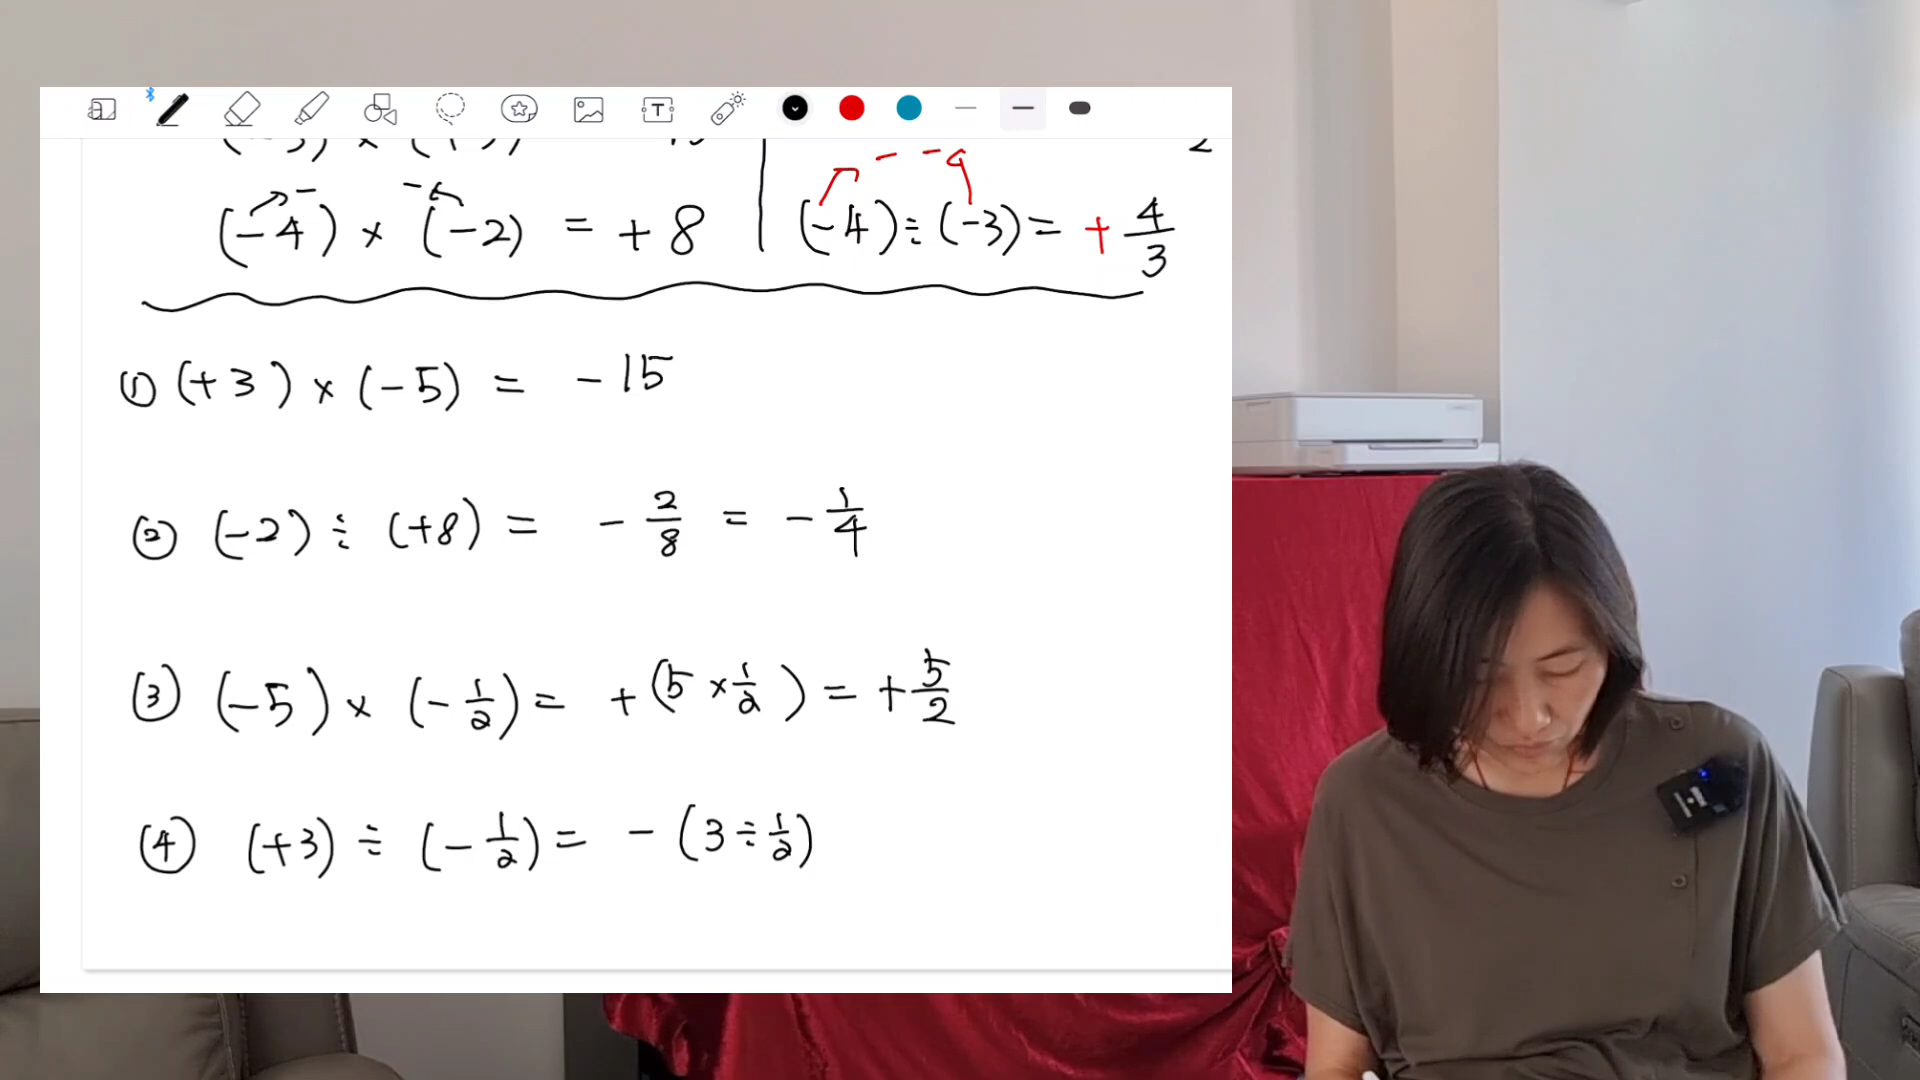 (-4) × (-2) = +8
(-4) ÷ (-3) = + 4/3
① (+3) × (-5) = -15
② (-2) ÷ (+8) = - 2/8 = - 1/4
③ (-5) × (- 1/2) = + (5 × 1/2) = + 5/2
④ (+3) ÷ (- 1/2) = - (3 ÷ 1/2)